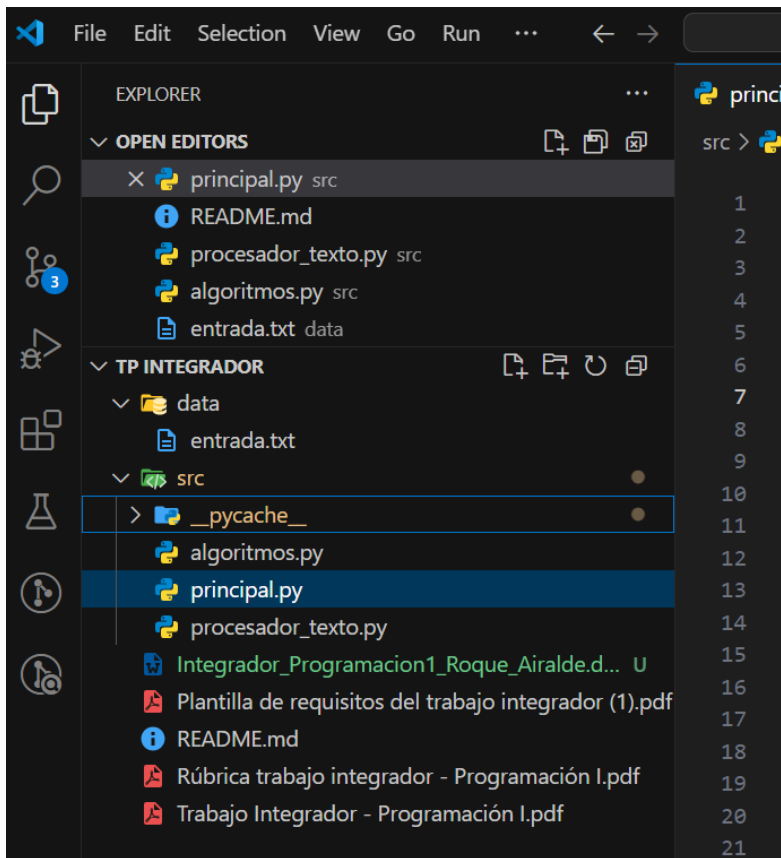 File Edit Selection View Go Run ··· ← →
EXPLORER ···
OPEN EDITORS
principal.py src
README.md
procesador_texto.py src
algoritmos.py src
entrada.txt data
TP INTEGRADOR
data
entrada.txt
src
__pycache__
algoritmos.py
principal.py
procesador_texto.py
Integrador_Programacion1_Roque_Airalde.d... U
Plantilla de requisitos del trabajo integrador (1).pdf
README.md
Rúbrica trabajo integrador - Programación I.pdf
Trabajo Integrador - Programación I.pdf
3
princi
src >
1
2
3
4
5
6
7
8
9
10
11
12
13
14
15
16
17
18
19
20
21